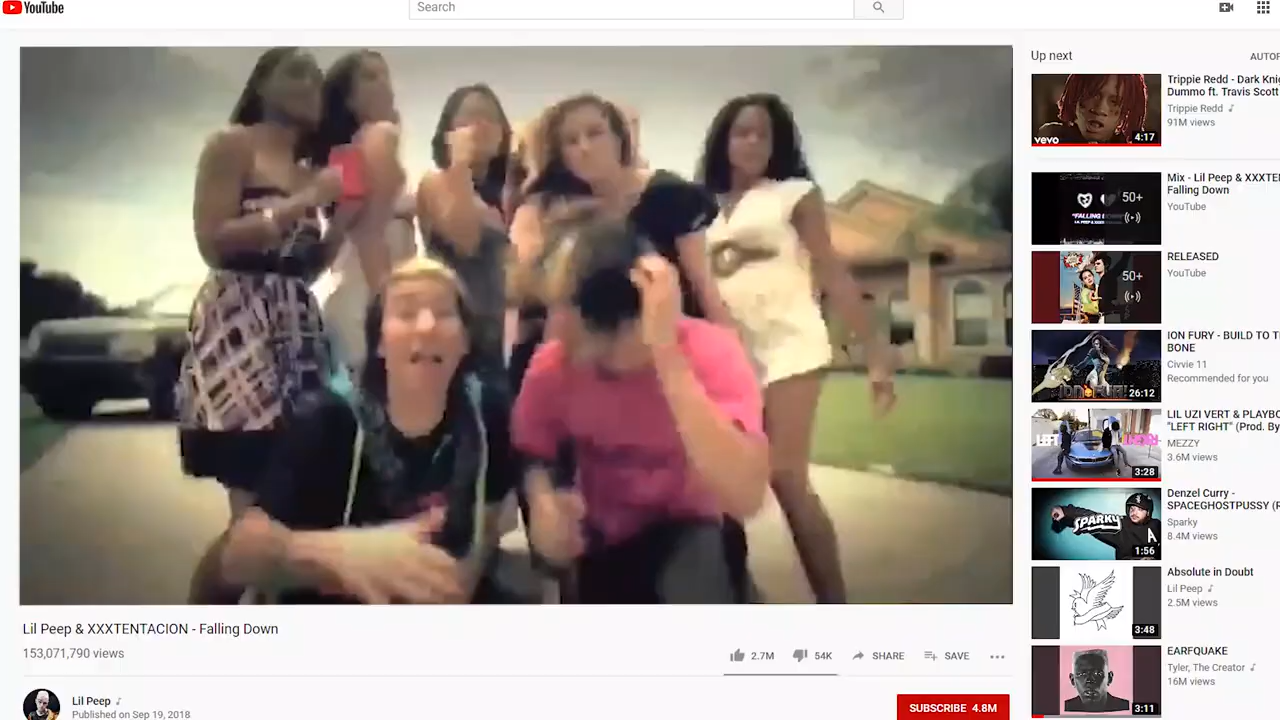 YouTube
Search
Up next
AUTOP
Trippie Redd - Dark Kni
Dummo ft. Travis Scott
Trippie Redd
91M views
vevo
4:17
Mix - Lil Peep & XXXTEN
Falling Down
YouTube
50+
RELEASED
YouTube
50+
ION FURY - BUILD TO T
BONE
Civvie 11
Recommended for you
26:12
LIL UZI VERT & PLAYBO
"LEFT RIGHT" (Prod. By
MEZZY
3.6M views
3:28
Denzel Curry -
SPACEGHOSTPUSSY (F
Sparky
8.4M views
SPARKY
1:56
Absolute in Doubt
Lil Peep
2.5M views
3:48
EARFQUAKE
Tyler, The Creator
16M views
3:11
Lil Peep & XXXTENTACION - Falling Down
153,071,790 views
2.7M
54K
SHARE
SAVE
Lil Peep
Published on Sep 19, 2018
SUBSCRIBE 4.8M